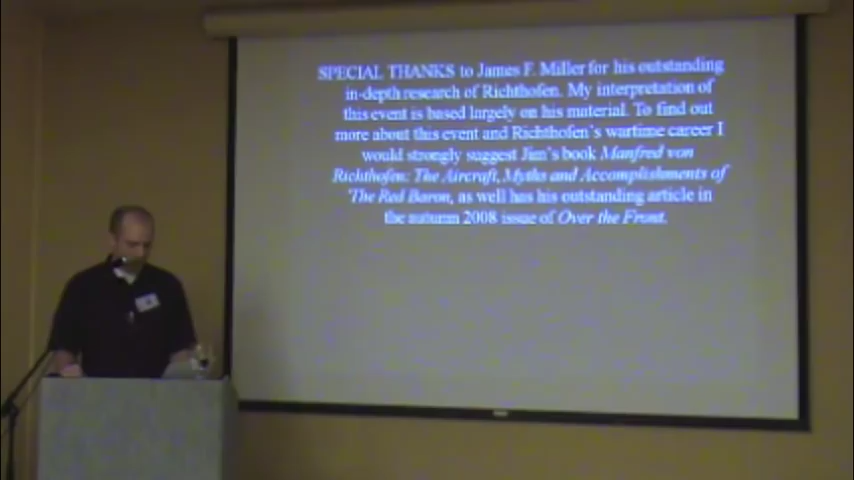 SPECIAL THANKS to James F. Miller for his outstanding
in-depth research of Richthofen. My interpretation of
this event is based largely on his material. To find out
more about this event and Richthofen's wartime career I
would strongly suggest Jim's book Manfred von
Richthofen: The Aircraft, Myths and Accomplishments of
'The Red Baron, as well has his outstanding article in
the autumn 2008 issue of Over the Front.